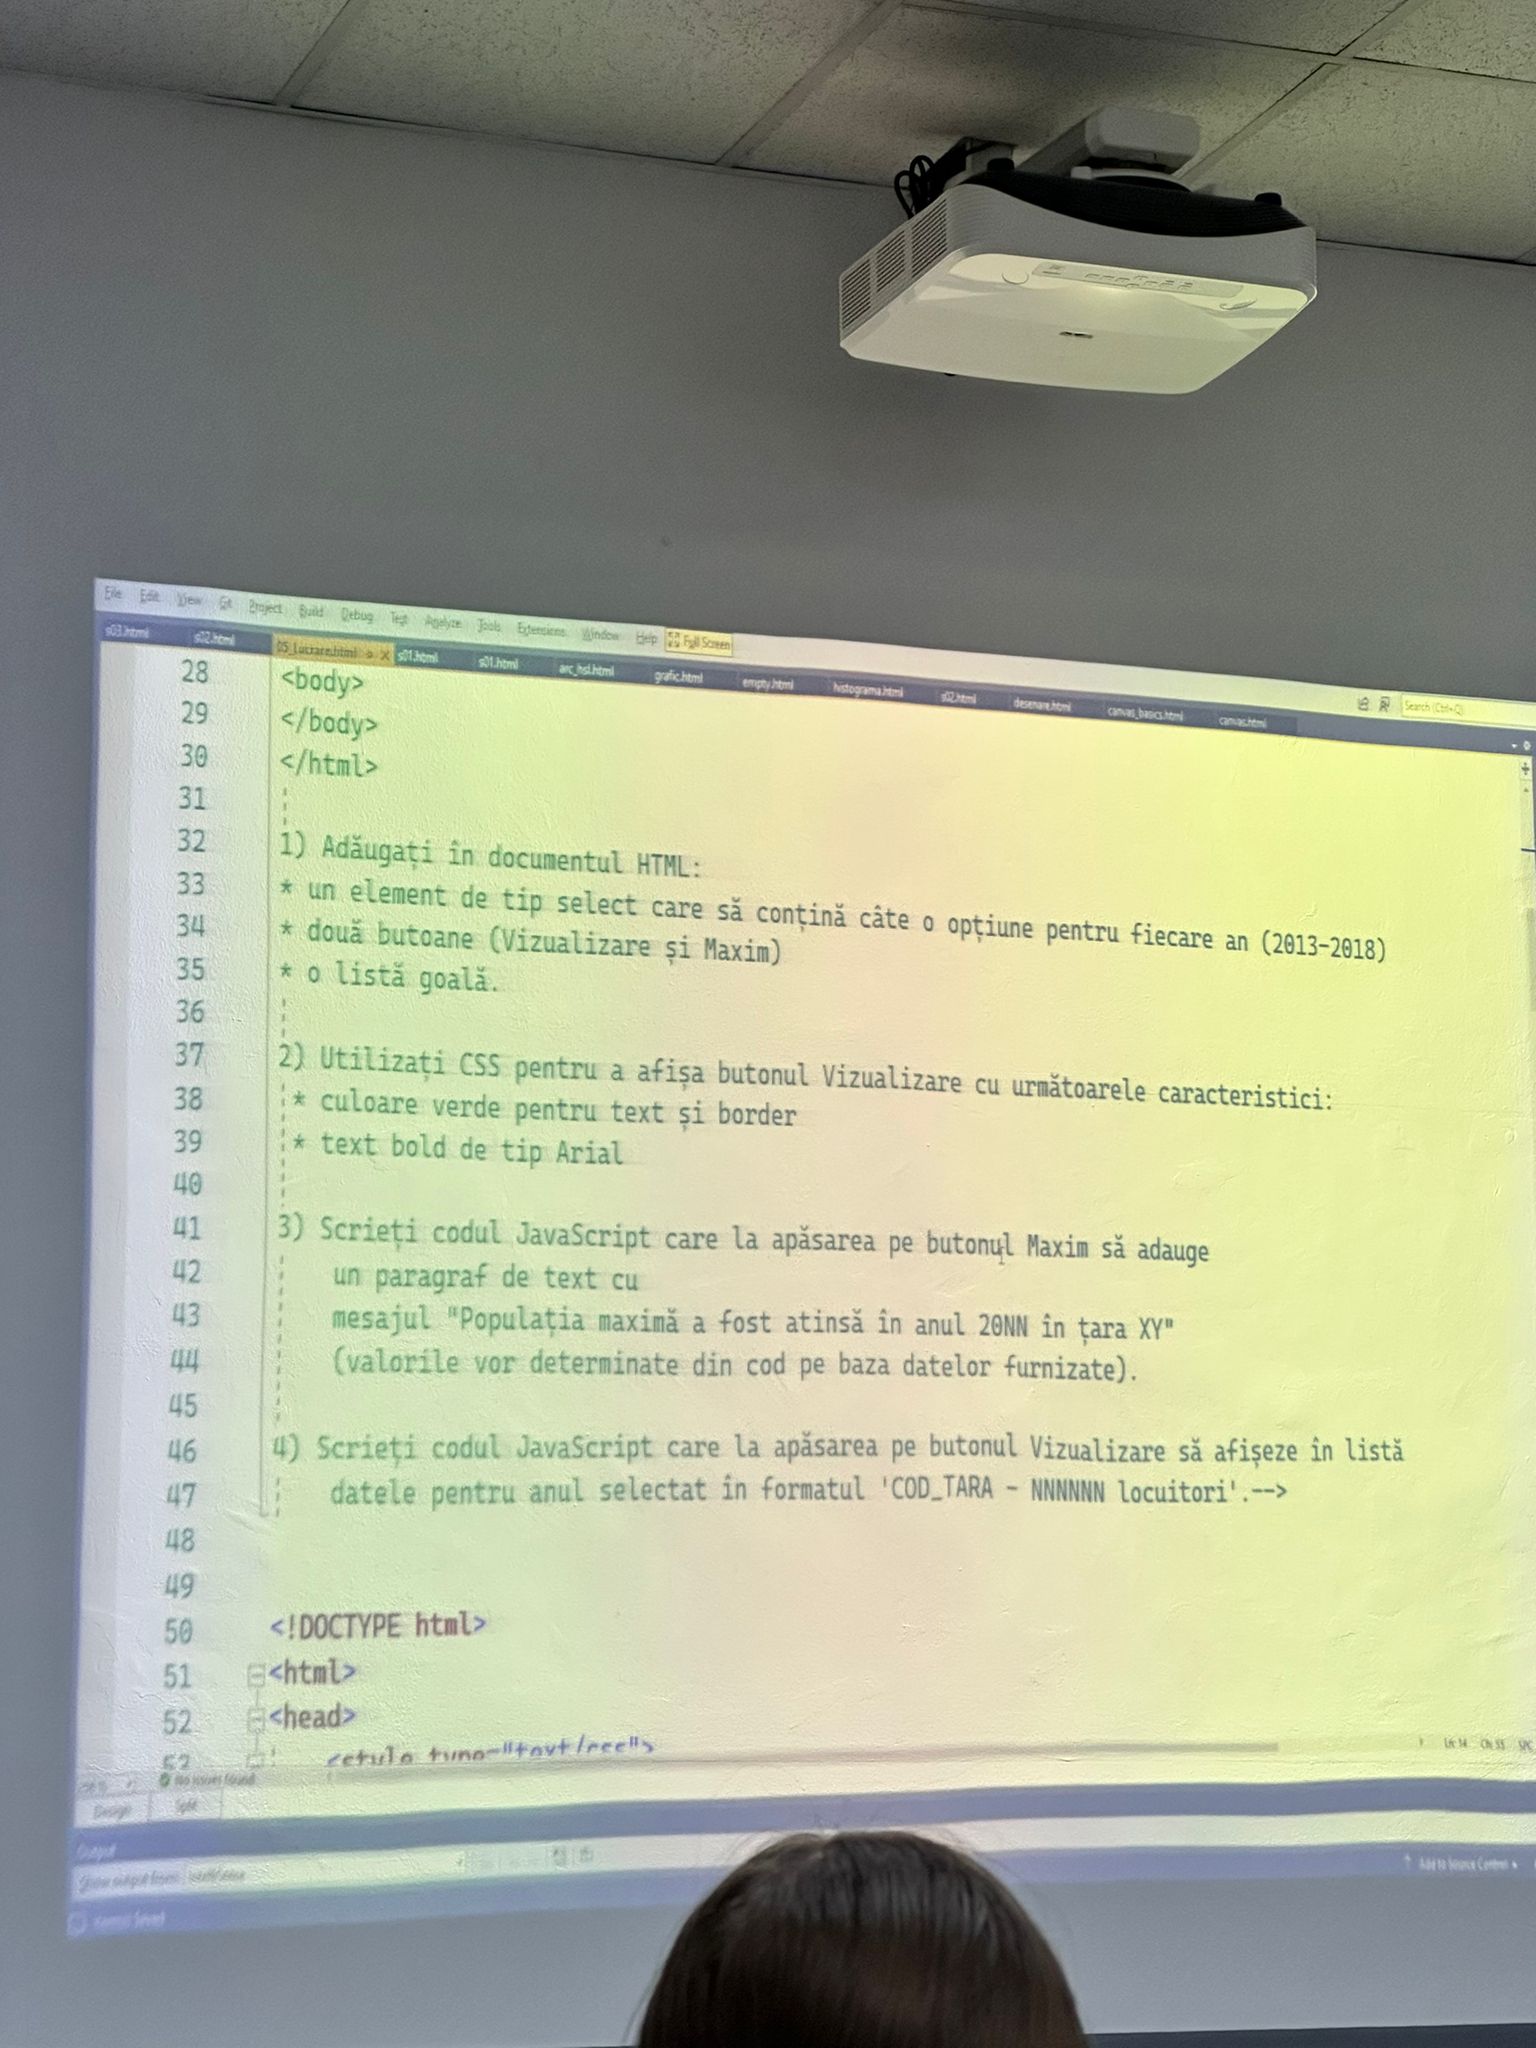 File Edit View Git Project Build Debug Test Analyze Tools Extensions Window Help Full Screen
Search (Ctrl+Q)
s03.html s02.html 05_Lucrare.html s01.html s01.html arc_hsl.html grafic.html empty.html histograma.html s02.html desenare.html canvas_basics.html canvas.html
28 <body>
29 </body>
30 </html>
31
32 1) Adăugați în documentul HTML:
33 * un element de tip select care să conțină câte o opțiune pentru fiecare an (2013-2018)
34 * două butoane (Vizualizare și Maxim)
35 * o listă goală.
36
37 2) Utilizați CSS pentru a afișa butonul Vizualizare cu următoarele caracteristici:
38 * culoare verde pentru text și border
39 * text bold de tip Arial
40
41 3) Scrieți codul JavaScript care la apăsarea pe butonul Maxim să adauge
42 un paragraf de text cu
43 mesajul "Populația maximă a fost atinsă în anul 20NN în țara XY"
44 (valorile vor determinate din cod pe baza datelor furnizate).
45
46 4) Scrieți codul JavaScript care la apăsarea pe butonul Vizualizare să afișeze în listă
47 datele pentru anul selectat în formatul 'COD_TARA - NNNNNN locuitori'.-->
48
49
50 <!DOCTYPE html>
51 <html>
52 <head>
53 <style type="text/css">
No issues found
SPC
Design Split
Output
Show output from:
Add to Source Control